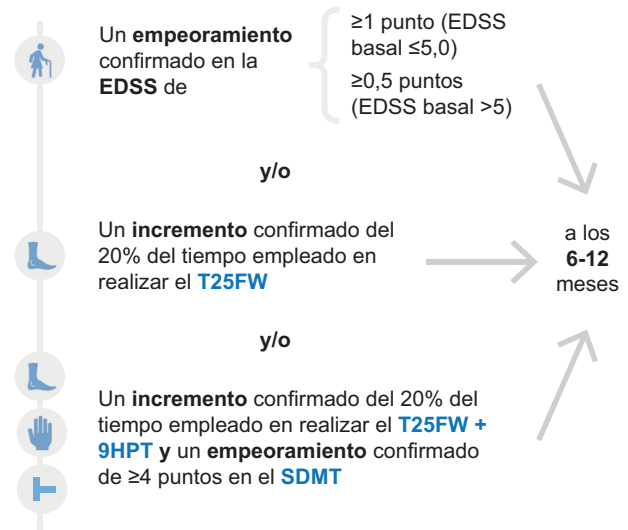 Un empeoramiento
confirmado en la
EDSS de
≥1 punto (EDSS
basal ≤5,0)
≥0,5 puntos
(EDSS basal >5)
y/o
Un incremento confirmado del
20% del tiempo empleado en
realizar el T25FW
a los
6-12
meses
y/o
Un incremento confirmado del 20% del
tiempo empleado en realizar el T25FW +
9HPT y un empeoramiento confirmado
de ≥4 puntos en el SDMT